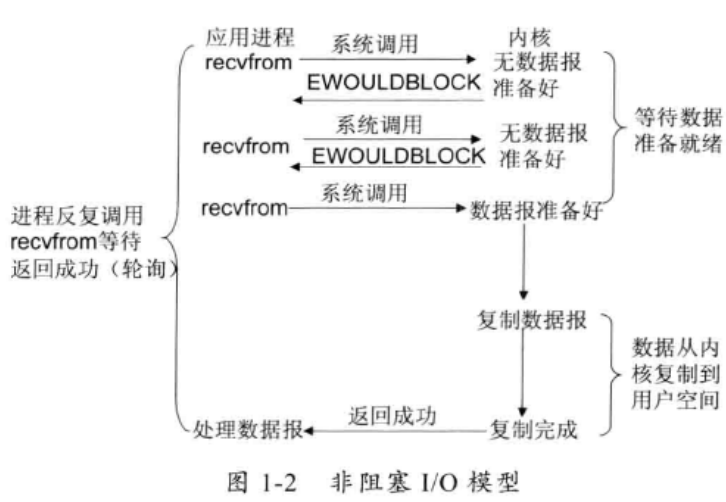 应用进程
系统调用
内核
recvfrom
无数据报
EWOULDBLOCK
准备好
系统调用
recvfrom
无数据报
EWOULDBLOCK
准备好
等待数据
准备就绪
recvfrom
系统调用
数据报准备好
进程反复调用
recvfrom等待
返回成功（轮询）
复制数据报
数据从内
核复制到
用户空间
处理数据报
返回成功
复制完成
图 1-2 非阻塞 I/O 模型